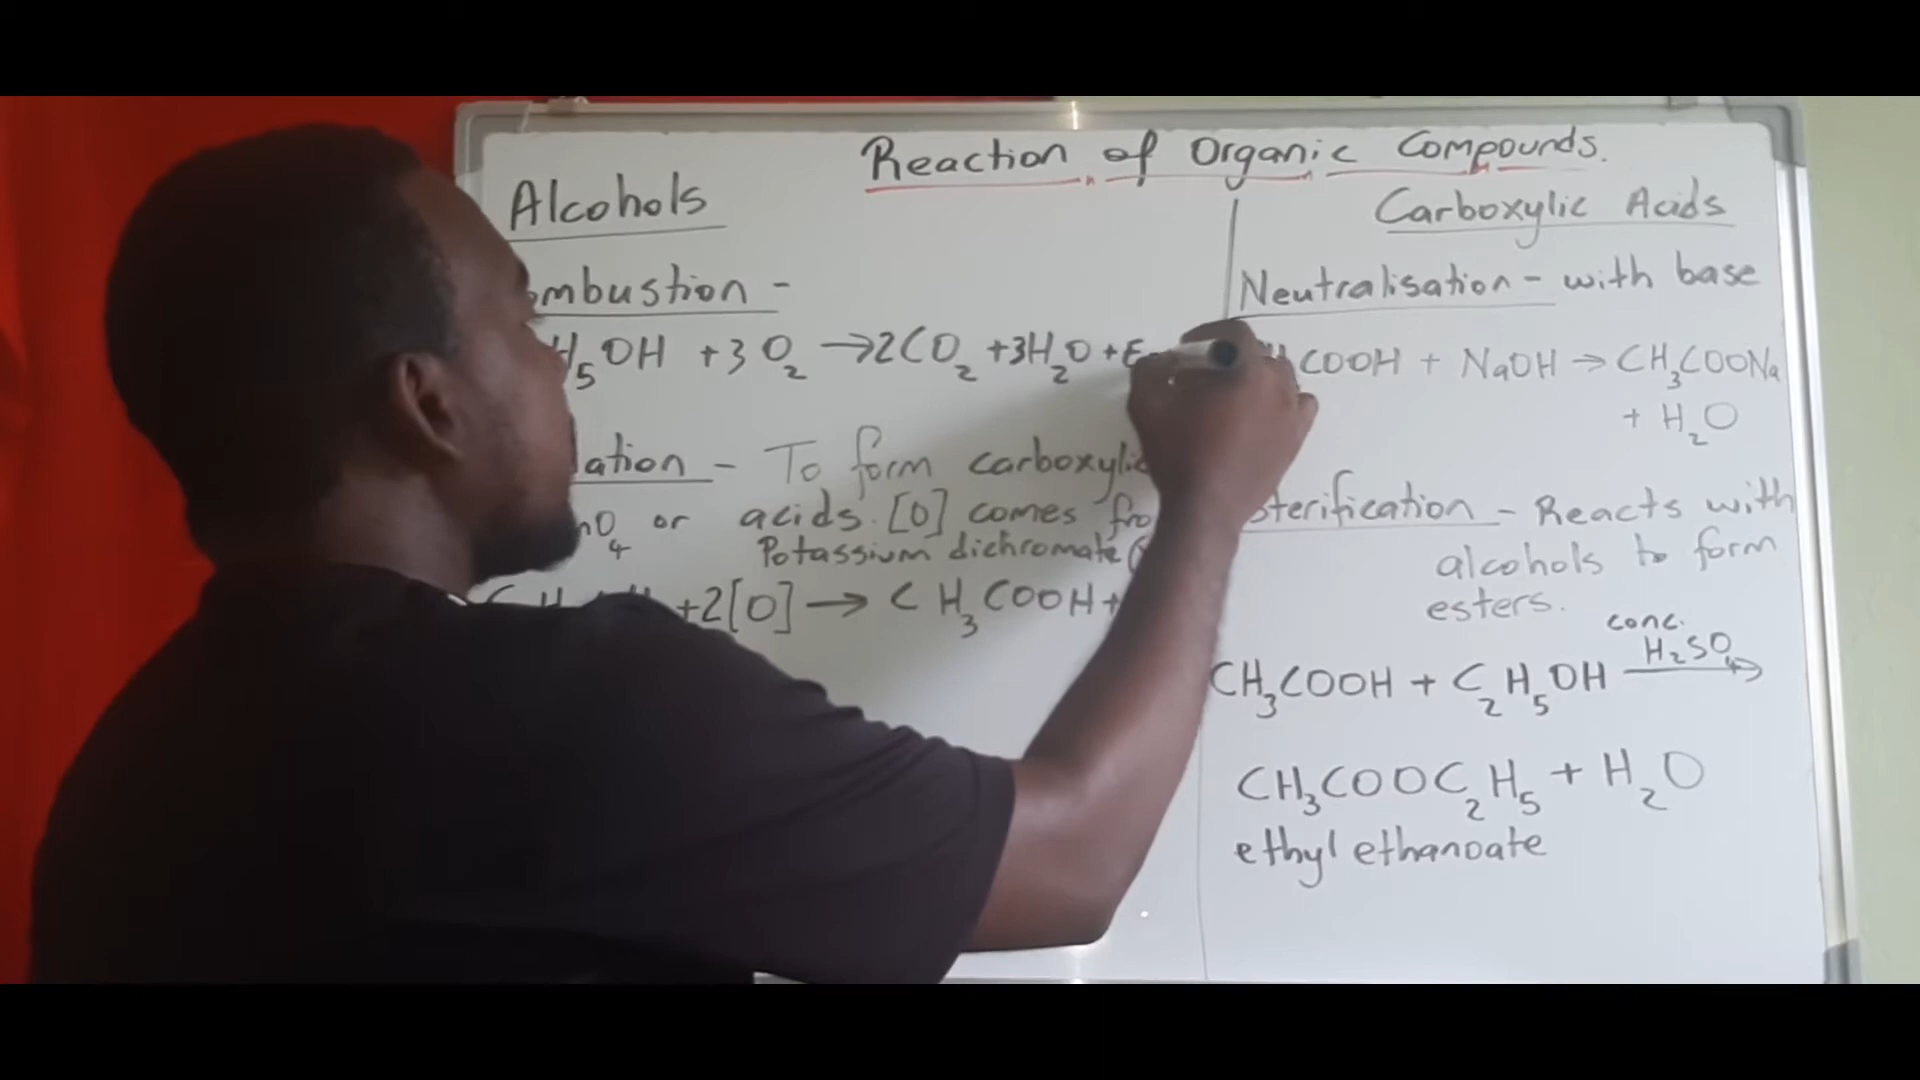 Reaction of Organic Compounds.
Alcohols
mbustion -
H5OH + 3O2 → 2CO2 + 3H2O + E
ation - To form carboxylic
nO4 or acids. [O] comes fro
Potassium dichromate (
+ 2[O] → CH3COOH +
Carboxylic Acids
Neutralisation - with base
COOH + NaOH → CH3COONa
+ H2O
sterification - Reacts with
alcohols to form
esters.
conc.
H2SO4
CH3COOH + C2H5OH →
CH3COOC2H5 + H2O
ethyl ethanoate